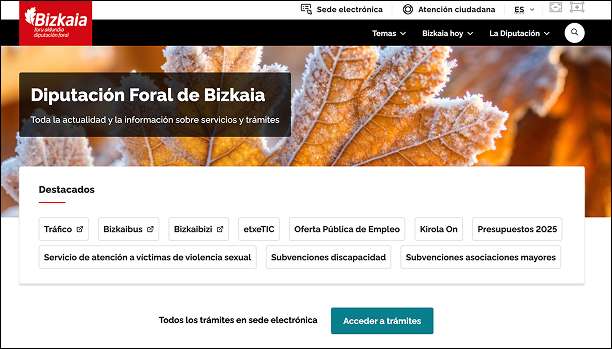 Bizkaia
foru aldundia
diputación foral
Sede electrónica
Atención ciudadana
ES
Temas
Bizkaia hoy
La Diputación
Diputación Foral de Bizkaia
Toda la actualidad y la información sobre servicios y trámites
Destacados
Tráfico
Bizkaibus
Bizkaibizi
etxeTIC
Oferta Pública de Empleo
Kirola On
Presupuestos 2025
Servicio de atención a víctimas de violencia sexual
Subvenciones discapacidad
Subvenciones asociaciones mayores
Todos los trámites en sede electrónica
Acceder a trámites